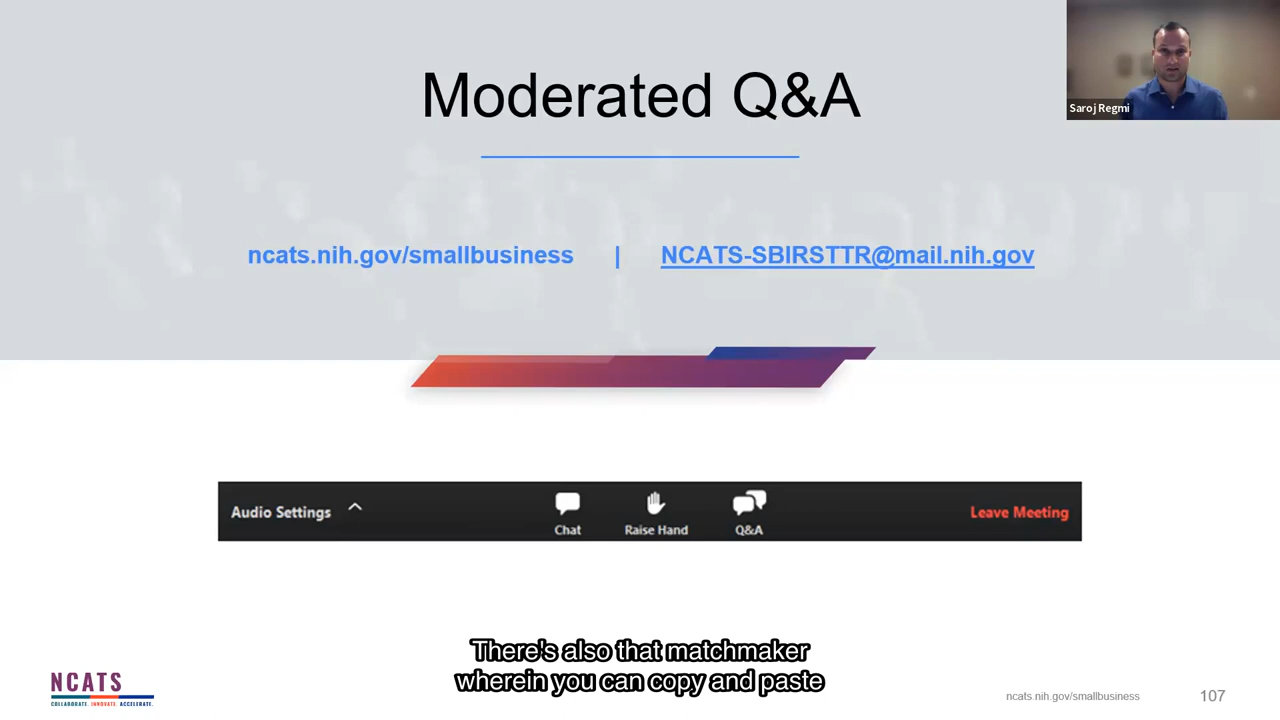 Moderated Q&A
Saroj Regmi
ncats.nih.gov/smallbusiness | NCATS-SBIRSTTR@mail.nih.gov
Audio Settings
Chat
Raise Hand
Q&A
Leave Meeting
There's also that matchmaker
wherein you can copy and paste
NCATS
COLLABORATE. INNOVATE. ACCELERATE.
ncats.nih.gov/smallbusiness
107